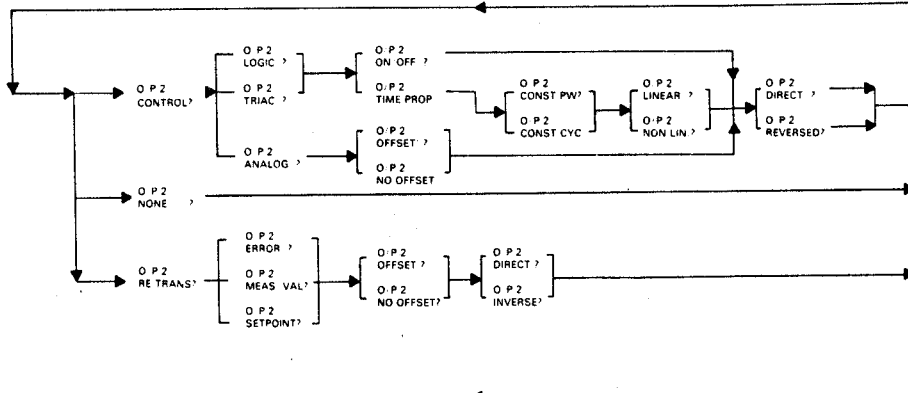 O P 2
CONTROL?
O P 2
LOGIC ?
O P 2
TRIAC ?
O P 2
ANALOG ?
O P 2
ON OFF ?
O P 2
TIME PROP
O P 2
OFFSET ?
O P 2
NO OFFSET
O P 2
CONST PW?
O P 2
CONST CYC
O P 2
LINEAR ?
O P 2
NON LIN ?
O P 2
DIRECT ?
O P 2
REVERSED?
O P 2
NONE ?
O P 2
RE TRANS?
O P 2
ERROR ?
O P 2
MEAS VAL?
O P 2
SETPOINT?
O P 2
OFFSET ?
O P 2
NO OFFSET?
O P 2
DIRECT ?
O P 2
INVERSE?